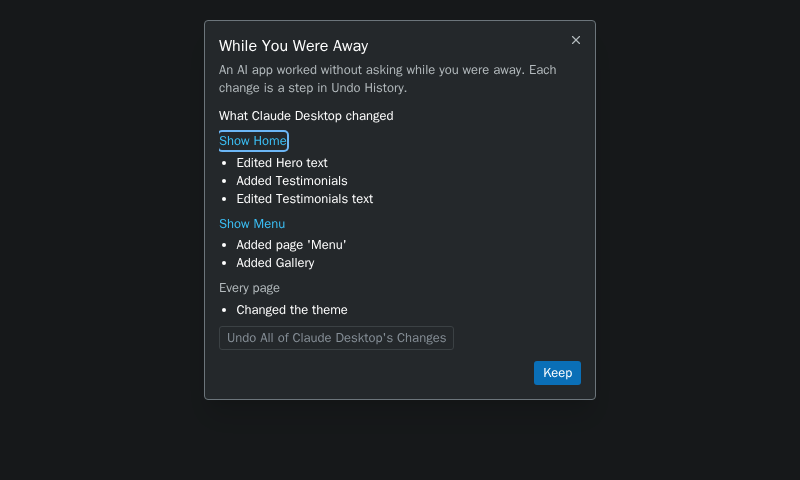 While You Were Away
×
An AI app worked without asking while you were away. Each
change is a step in Undo History.
What Claude Desktop changed
Show Home
• Edited Hero text
• Added Testimonials
• Edited Testimonials text
Show Menu
• Added page 'Menu'
• Added Gallery
Every page
• Changed the theme
Undo All of Claude Desktop's Changes
Keep